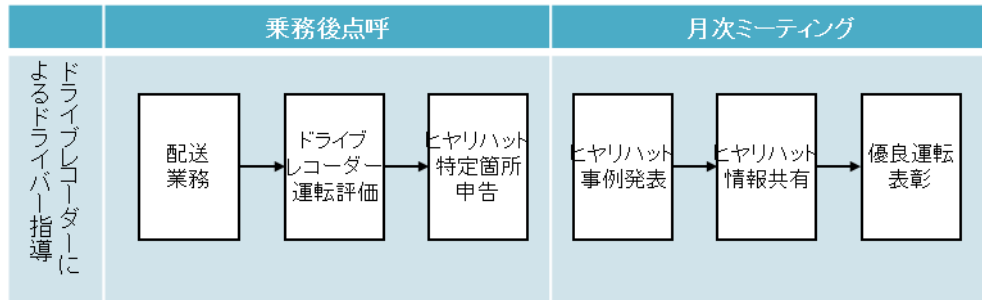 乗務後点呼
月次ミーティング
ドライブレコーダーに
よるドライバー指導
配送
業務
ドライブ
レコーダー
運転評価
ヒヤリハット
特定箇所
申告
ヒヤリハット
事例発表
ヒヤリハット
情報共有
優良運転
表彰